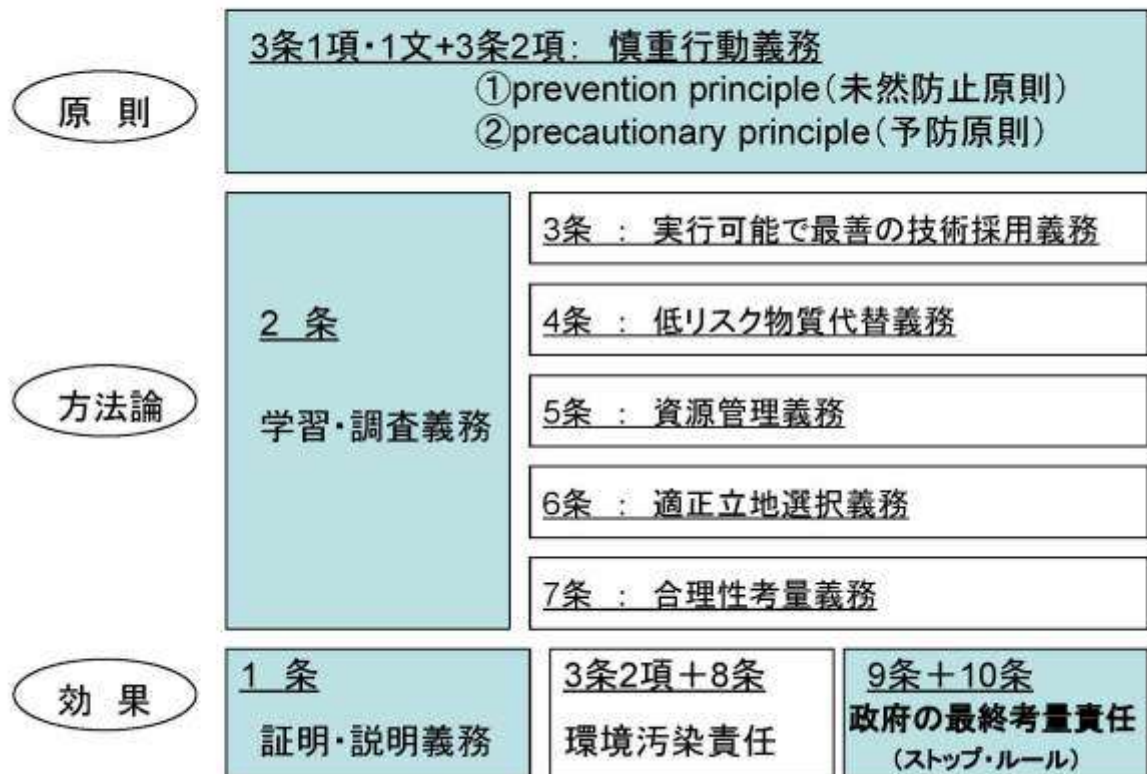 原 則
3条1項・1文+3条2項: 慎重行動義務
①prevention principle(未然防止原則)
②precautionary principle(予防原則)
方法論
2 条
学習・調査義務
3条 : 実行可能で最善の技術採用義務
4条 : 低リスク物質代替義務
5条 : 資源管理義務
6条 : 適正立地選択義務
7条 : 合理性考量義務
効 果
1 条
証明・説明義務
3条2項+8条
環境汚染責任
9条+10条
政府の最終考量責任
(ストップ・ルール)